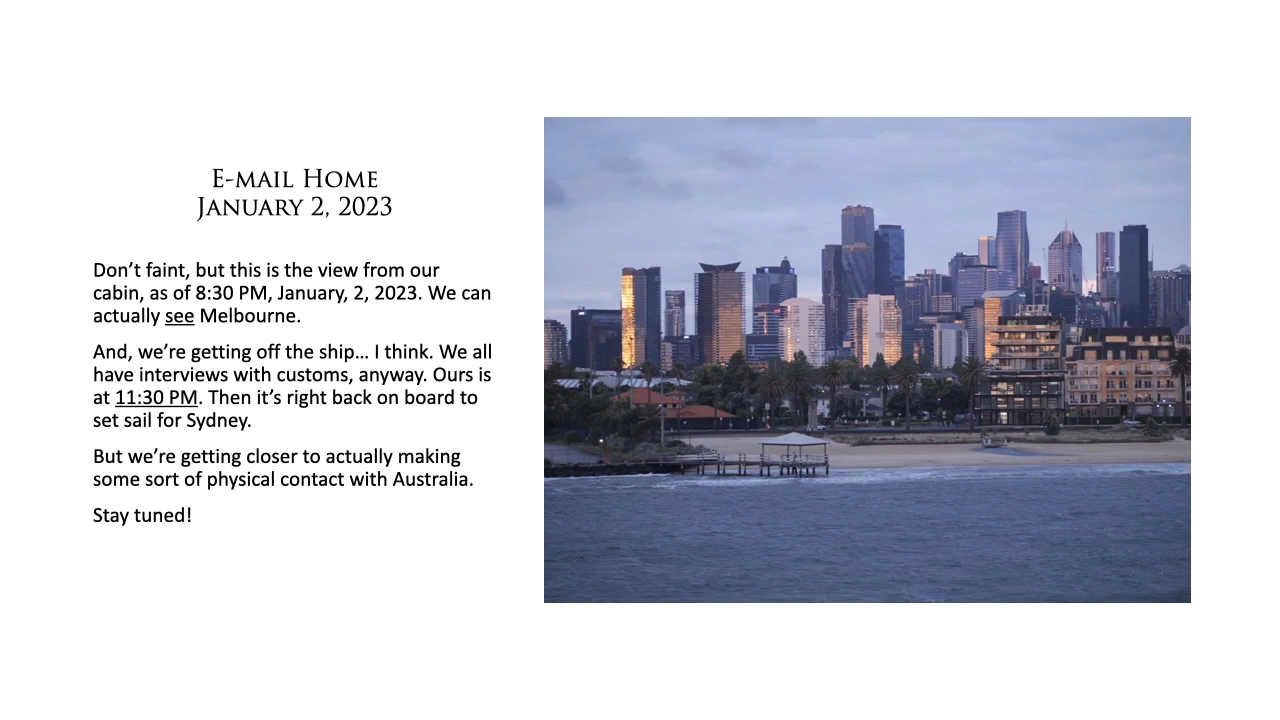 E-mail Home
January 2, 2023
Don't faint, but this is the view from our
cabin, as of 8:30 PM, January, 2, 2023. We can
actually see Melbourne.
And, we're getting off the ship… I think. We all
have interviews with customs, anyway. Ours is
at 11:30 PM. Then it's right back on board to
set sail for Sydney.
But we're getting closer to actually making
some sort of physical contact with Australia.
Stay tuned!